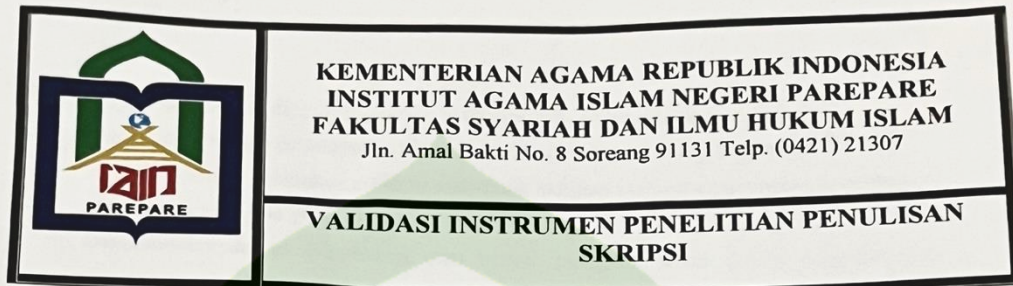 iain
PAREPARE
KEMENTERIAN AGAMA REPUBLIK INDONESIA
INSTITUT AGAMA ISLAM NEGERI PAREPARE
FAKULTAS SYARIAH DAN ILMU HUKUM ISLAM
Jln. Amal Bakti No. 8 Soreang 91131 Telp. (0421) 21307
VALIDASI INSTRUMEN PENELITIAN PENULISAN
SKRIPSI